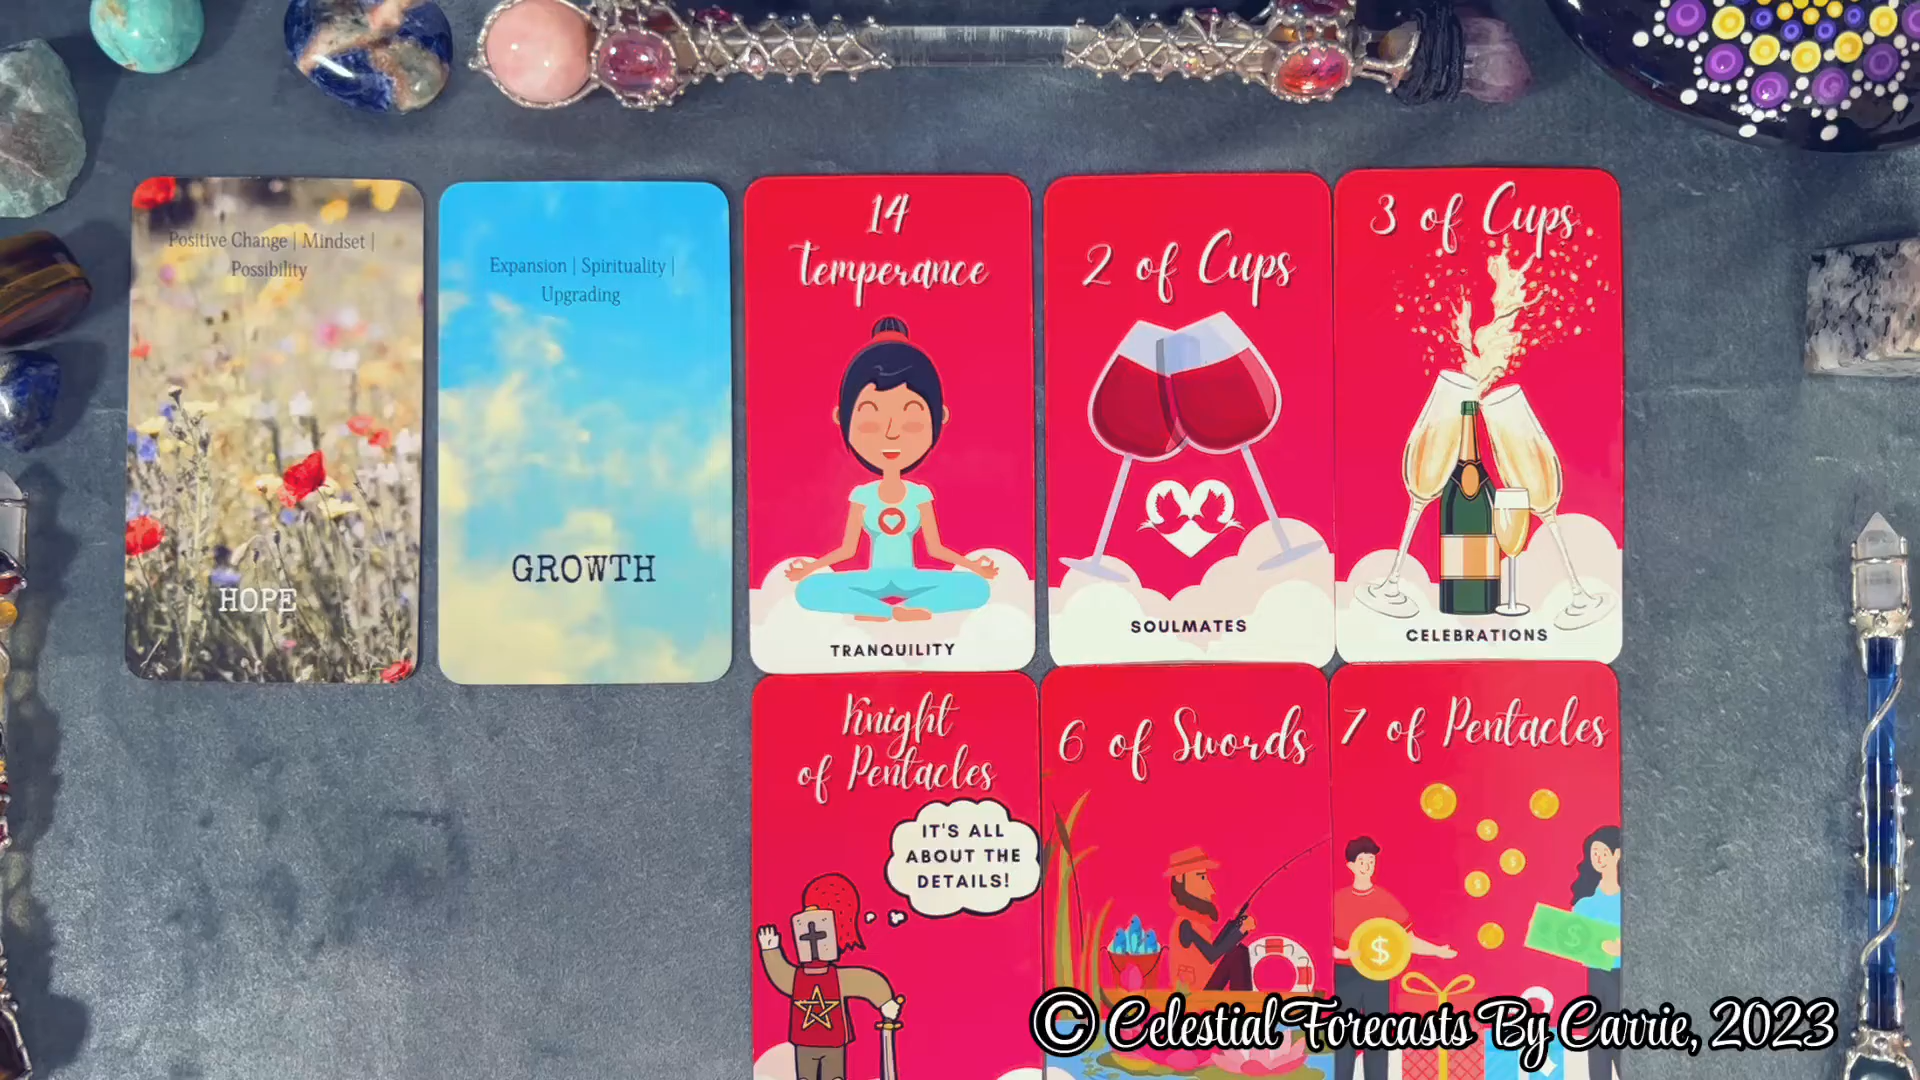 Positive Change | Mindset |
Possibility
HOPE
Expansion | Spirituality |
Upgrading
GROWTH
14
Temperance
TRANQUILITY
2 of Cups
SOULMATES
3 of Cups
CELEBRATIONS
Knight
of Pentacles
IT'S ALL
ABOUT THE
DETAILS!
6 of Swords
7 of Pentacles
$
$
© Celestial Forecasts By Carrie, 2023